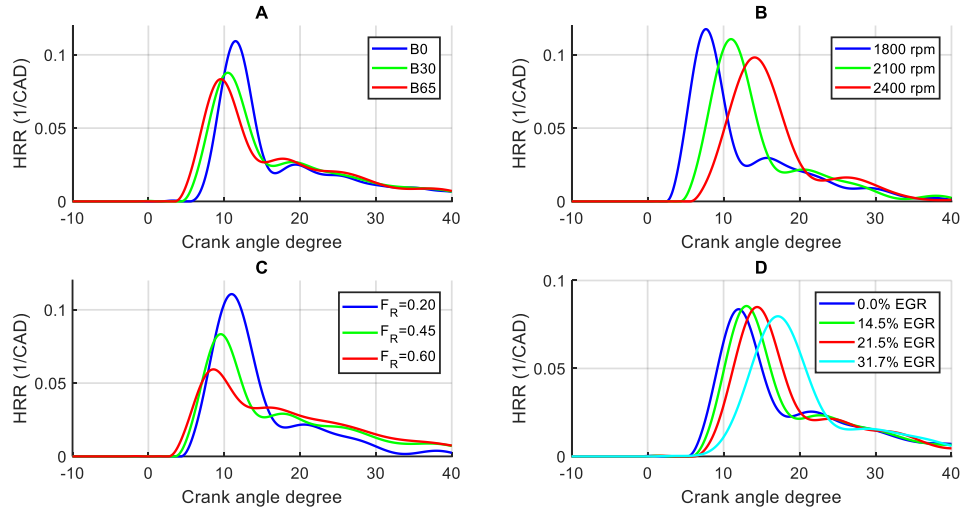 A
HRR (1/CAD)
0.1
0.05
0
-10 0 10 20 30 40
Crank angle degree
B0
B30
B65
B
HRR (1/CAD)
0.1
0.05
0
-10 0 10 20 30 40
Crank angle degree
1800 rpm
2100 rpm
2400 rpm
C
HRR (1/CAD)
0.1
0.05
0
-10 0 10 20 30 40
Crank angle degree
F_R=0.20
F_R=0.45
F_R=0.60
D
HRR (1/CAD)
0.1
0.05
0
-10 0 10 20 30 40
Crank angle degree
0.0% EGR
14.5% EGR
21.5% EGR
31.7% EGR